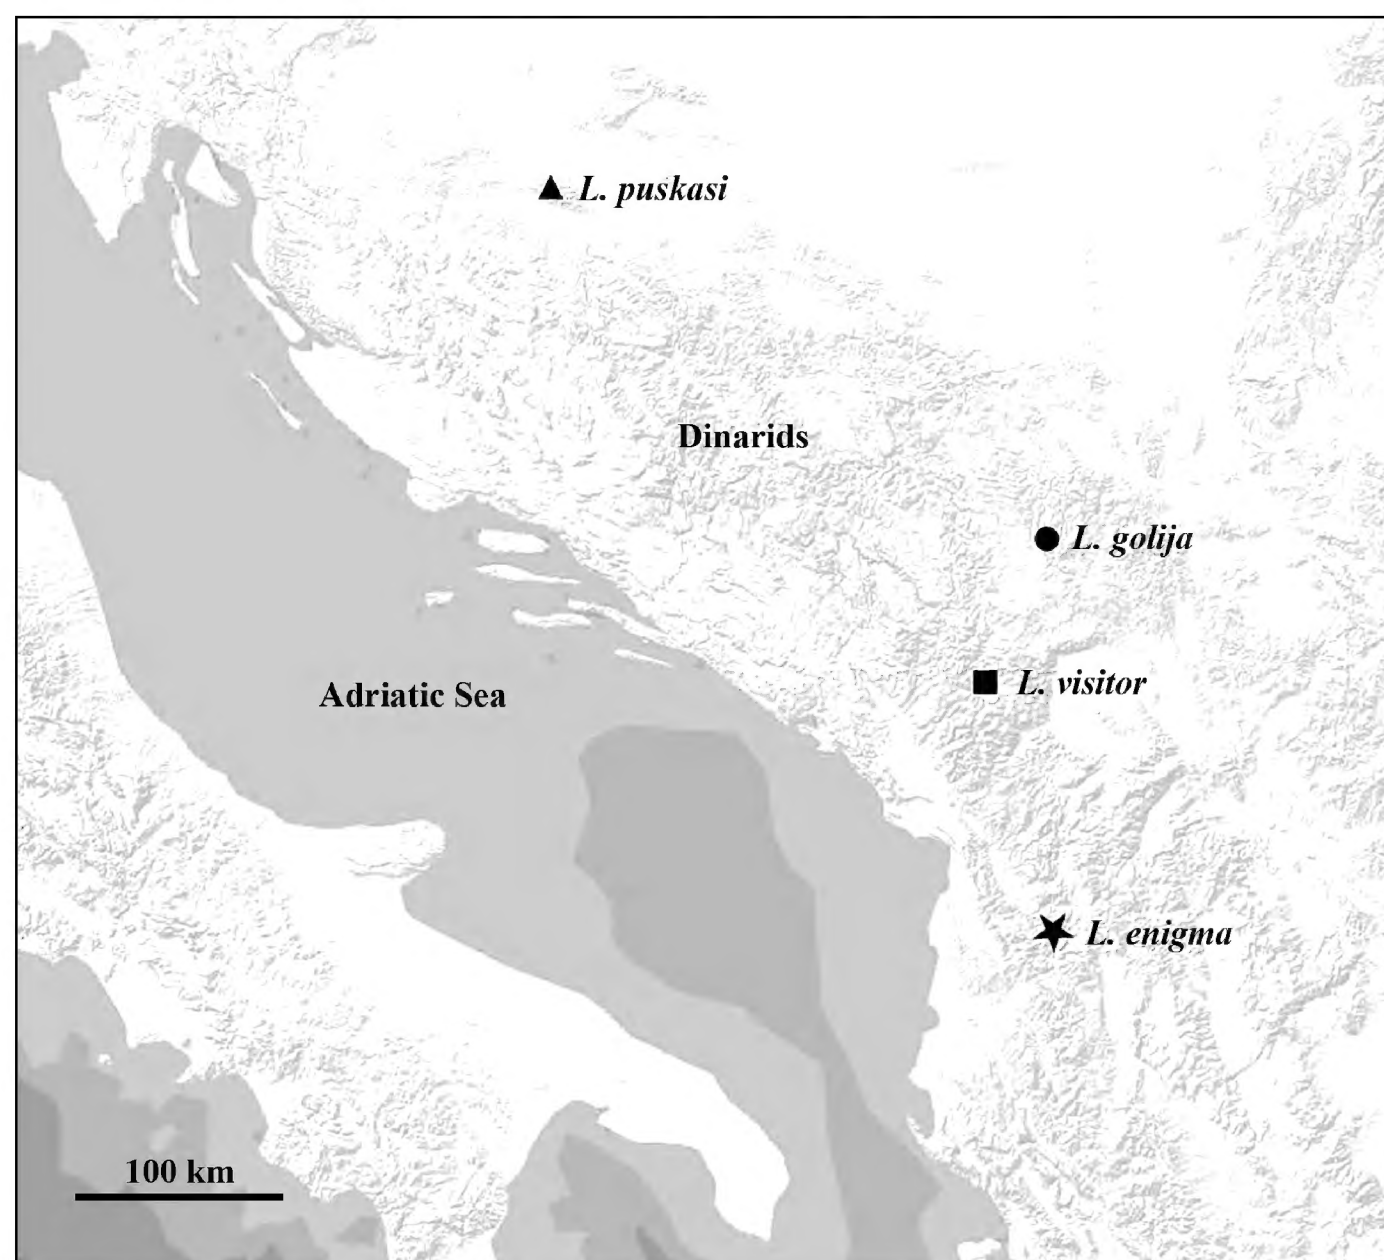 L. puskasi
Dinarids
L. golija
L. visitor
Adriatic Sea
L. enigma
100 km